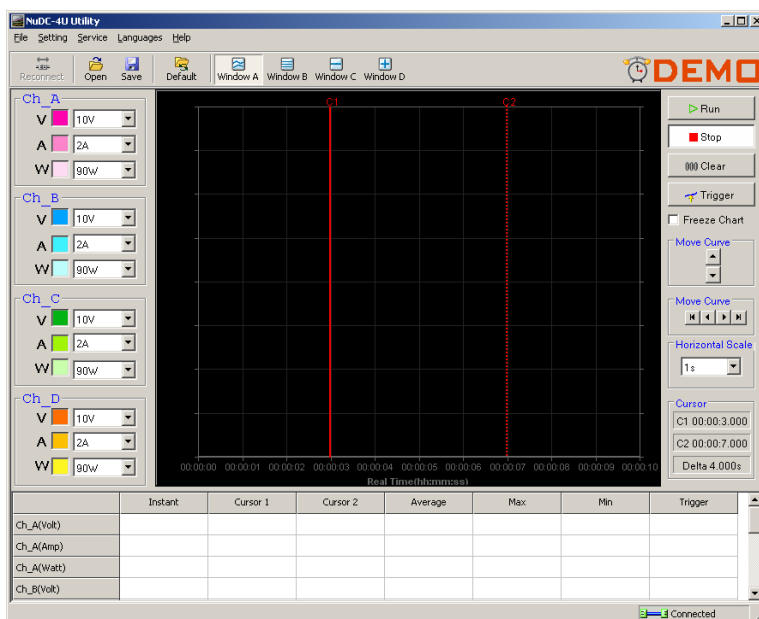 NuDC-4U Utility
File Setting Service Languages Help
Reconnect Open Save Default Window A Window B Window C Window D
DEMO
Ch_A
V 10V
A 2A
W 90W
Ch_B
V 10V
A 2A
W 90W
Ch_C
V 10V
A 2A
W 90W
Ch_D
V 10V
A 2A
W 90W
C1 C2
00:00:00 00:00:01 00:00:02 00:00:03 00:00:04 00:00:05 00:00:06 00:00:07 00:00:08 00:00:09 00:00:10
Real Time(hh:mm:ss)
Run
Stop
000 Clear
Trigger
Freeze Chart
Move Curve
Move Curve
Horizontal Scale
1s
Cursor
C1 00:00:3.000
C2 00:00:7.000
Delta 4.000s
Instant Cursor 1 Cursor 2 Average Max Min Trigger
Ch_A(Volt)
Ch_A(Amp)
Ch_A(Watt)
Ch_B(Volt)
Connected